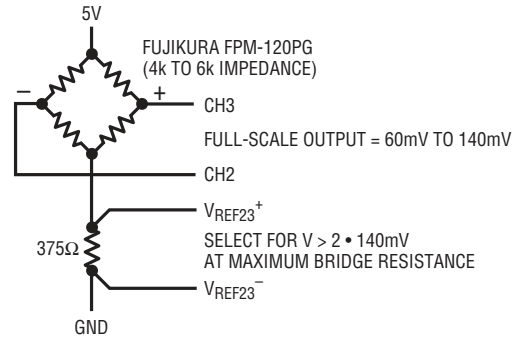 5V
FUJIKURA FPM-120PG
(4k TO 6k IMPEDANCE)
– +
CH3
FULL-SCALE OUTPUT = 60mV TO 140mV
CH2
VREF23+
375Ω
SELECT FOR V > 2 • 140mV
AT MAXIMUM BRIDGE RESISTANCE
VREF23–
GND